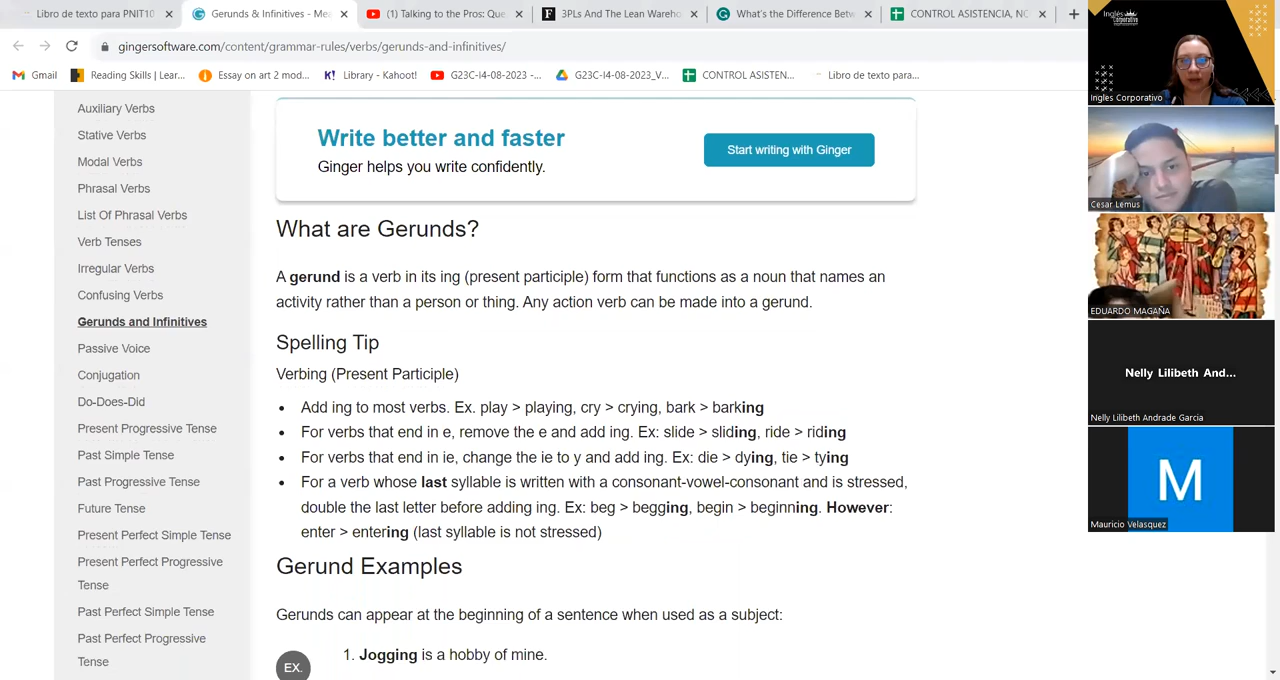 Libro de texto para PNIT10
Gerunds & Infinitives - Mea
(1) Talking to the Pros: Que
3PLs And The Lean Wareho
What's the Difference Betw
CONTROL ASISTENCIA, NO
gingersoftware.com/content/grammar-rules/verbs/gerunds-and-infinitives/
Gmail
Reading Skills | Lear...
Essay on art 2 mod...
Library - Kahoot!
G23C-I4-08-2023 -...
G23C-I4-08-2023_V...
CONTROL ASISTEN...
Libro de texto para...
Auxiliary Verbs
Stative Verbs
Modal Verbs
Phrasal Verbs
List Of Phrasal Verbs
Verb Tenses
Irregular Verbs
Confusing Verbs
Gerunds and Infinitives
Passive Voice
Conjugation
Do-Does-Did
Present Progressive Tense
Past Simple Tense
Past Progressive Tense
Future Tense
Present Perfect Simple Tense
Present Perfect Progressive
Tense
Past Perfect Simple Tense
Past Perfect Progressive
Tense
Write better and faster
Ginger helps you write confidently.
Start writing with Ginger
What are Gerunds?
A gerund is a verb in its ing (present participle) form that functions as a noun that names an
activity rather than a person or thing. Any action verb can be made into a gerund.
Spelling Tip
Verbing (Present Participle)
• Add ing to most verbs. Ex. play > playing, cry > crying, bark > barking
• For verbs that end in e, remove the e and add ing. Ex: slide > sliding, ride > riding
• For verbs that end in ie, change the ie to y and add ing. Ex: die > dying, tie > tying
• For a verb whose last syllable is written with a consonant-vowel-consonant and is stressed,
double the last letter before adding ing. Ex: beg > begging, begin > beginning. However:
enter > entering (last syllable is not stressed)
Gerund Examples
Gerunds can appear at the beginning of a sentence when used as a subject:
EX.
1. Jogging is a hobby of mine.
Inglés
Corporativo
Ingles Corporativo
Cesar Lemus
EDUARDO MAGAÑA
Nelly Lilibeth And...
Nelly Lilibeth Andrade Garcia
M
Mauricio Velasquez